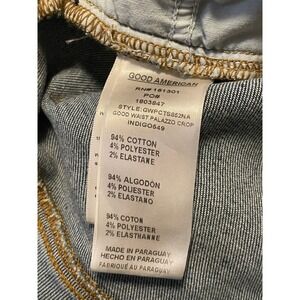 GOOD AMERICAN
RN# 151301
PO#
1803847
STYLE: GWPCTS852NA
GOOD WAIST PALAZZO CROP
INDIGO549
94% COTTON
4% POLYESTER
2% ELASTANE
94% ALGODÓN
4% POLIESTER
2% ELASTANO
94% COTON
4% POLYESTER
2% ELASTHANNE
MADE IN PARAGUAY
HECHO EN PARAGUAY
FABRIQUÉ AU PARAGUAY